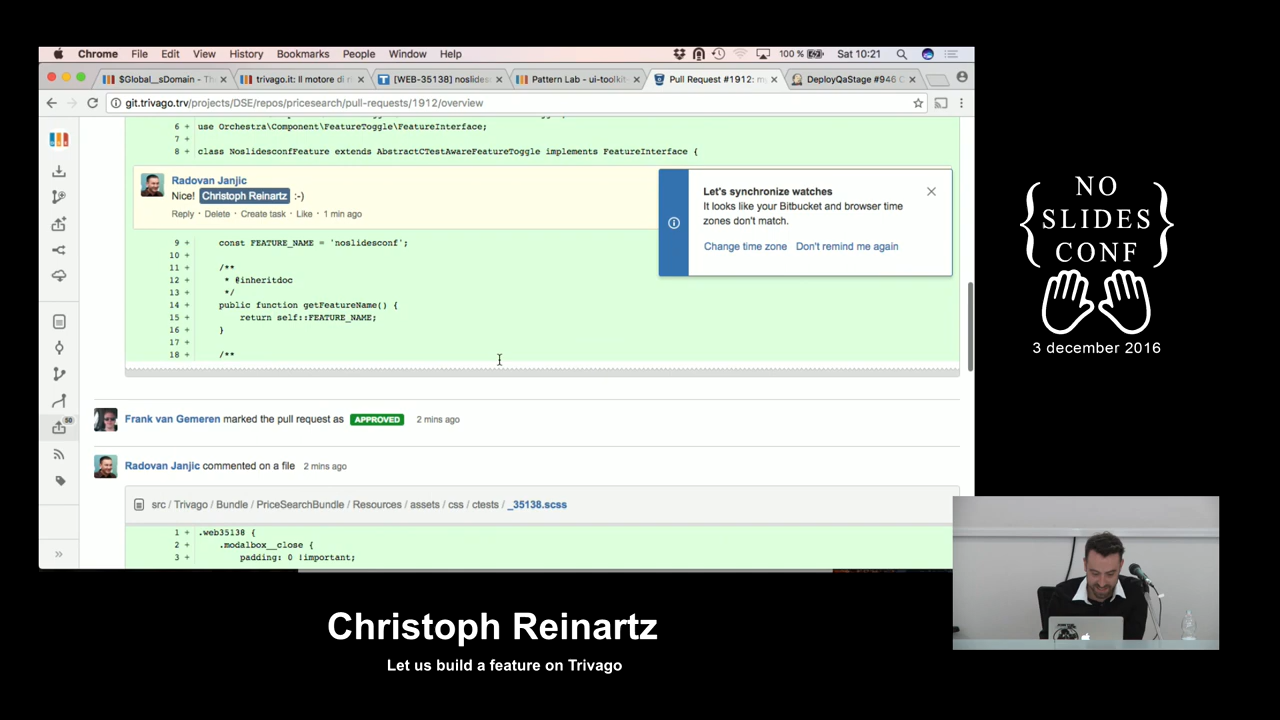 Chrome File Edit View History Bookmarks People Window Help 100 % Sat 10:21
$Global__sDomain - Th trivago.it: Il motore di ri [WEB-35138] noslides Pattern Lab - ui-toolkit Pull Request #1912: my DeployQaStage #946 C
git.trivago.trv/projects/DSE/repos/pricesearch/pull-requests/1912/overview
6 + use Orchestra\Component\FeatureToggle\FeatureInterface;
7 +
8 + class NoslidesconfFeature extends AbstractCTestAwareFeatureToggle implements FeatureInterface {
Radovan Janjic
Nice! Christoph Reinartz :-)
Reply · Delete · Create task · Like · 1 min ago
Let's synchronize watches
It looks like your Bitbucket and browser time
zones don't match.
Change time zone Don't remind me again
9 + const FEATURE_NAME = 'noslidesconf';
10 +
11 + /**
12 + * @inheritdoc
13 + */
14 + public function getFeatureName() {
15 + return self::FEATURE_NAME;
16 + }
17 +
18 + /**
Frank van Gemeren marked the pull request as APPROVED 2 mins ago
50
Radovan Janjic commented on a file 2 mins ago
src / Trivago / Bundle / PriceSearchBundle / Resources / assets / css / ctests / _35138.scss
1 + .web35138 {
2 + .modalbox__close {
3 + padding: 0 !important;
NO
SLIDES
CONF
3 december 2016
Christoph Reinartz
Let us build a feature on Trivago